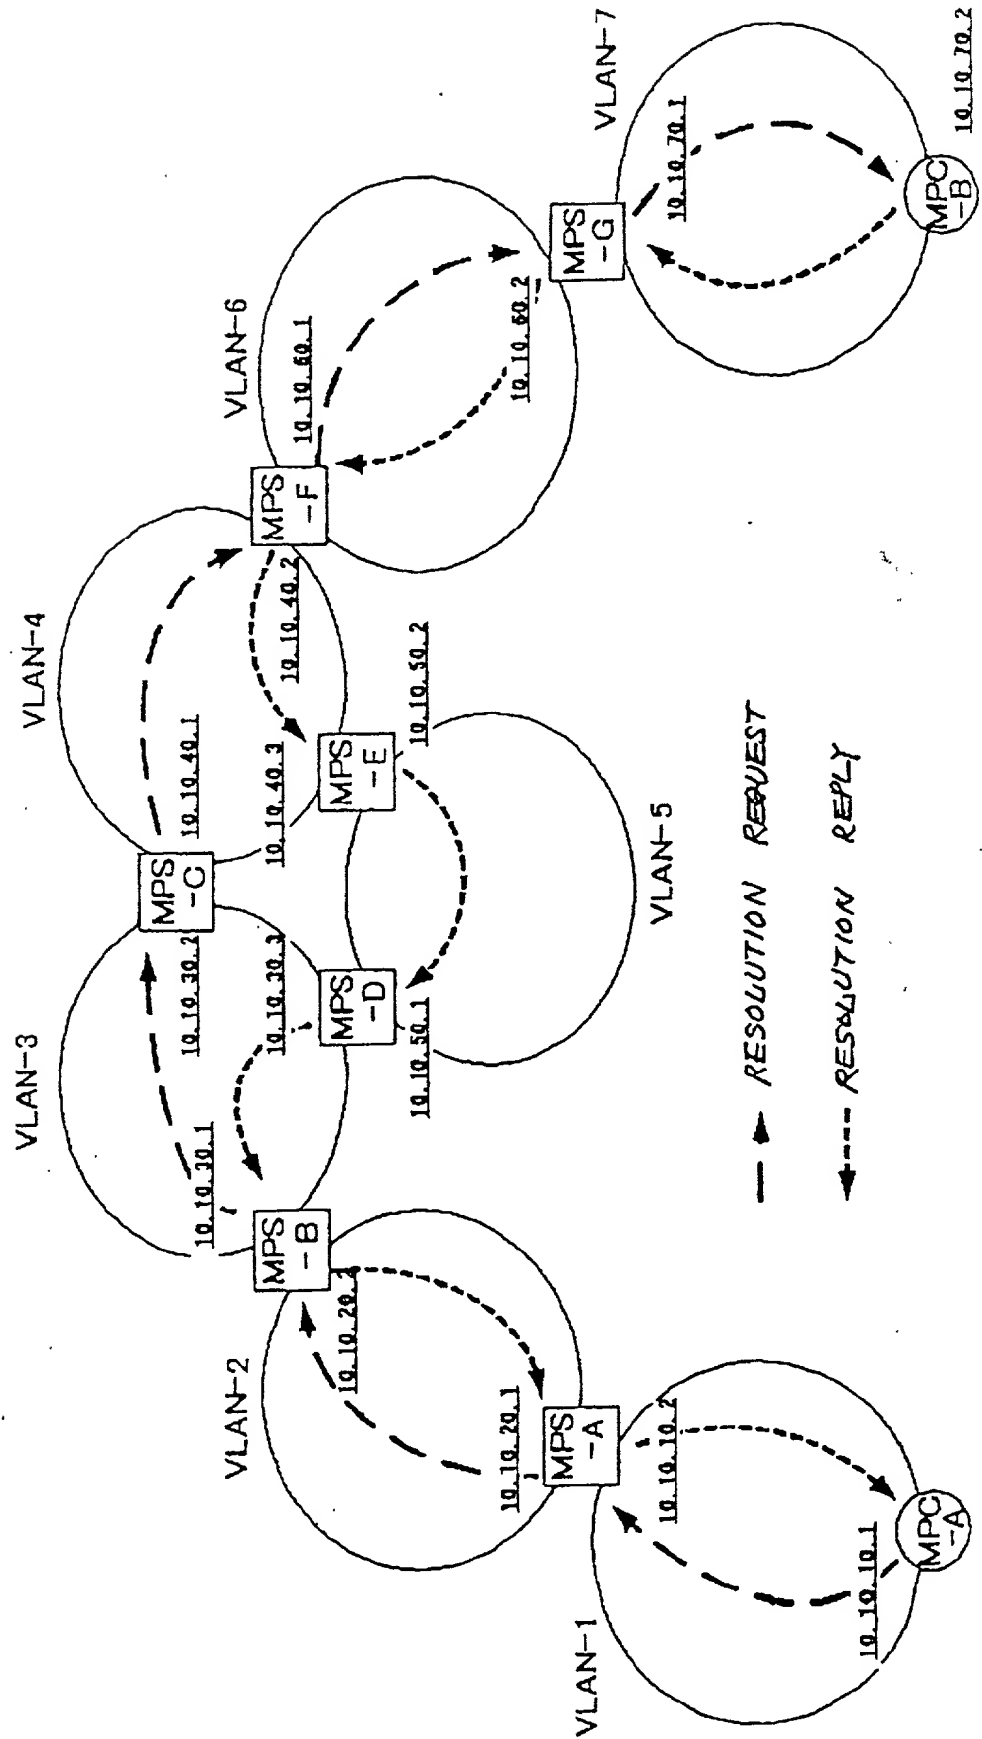 VLAN-1
VLAN-2
VLAN-3
VLAN-4
VLAN-6
VLAN-7
10.10.30.1
10.10.30.2
10.10.40.1
MPS
-C
MPS
-B
10.10.30.3
10.10.40.3
10.10.40.2
MPS
-F
10.10.60.1
10.10.20.2
MPS
-D
MPS
-E
10.10.50.1
10.10.50.2
10.10.20.1
10.10.60.2
MPS
-A
MPS
-G
10.10.10.2
VLAN-5
10.10.70.1
10.10.10.1
MPC
-A
MPC
-B
10.10.70.2
RESOLUTION REQUEST
RESOLUTION REPLY